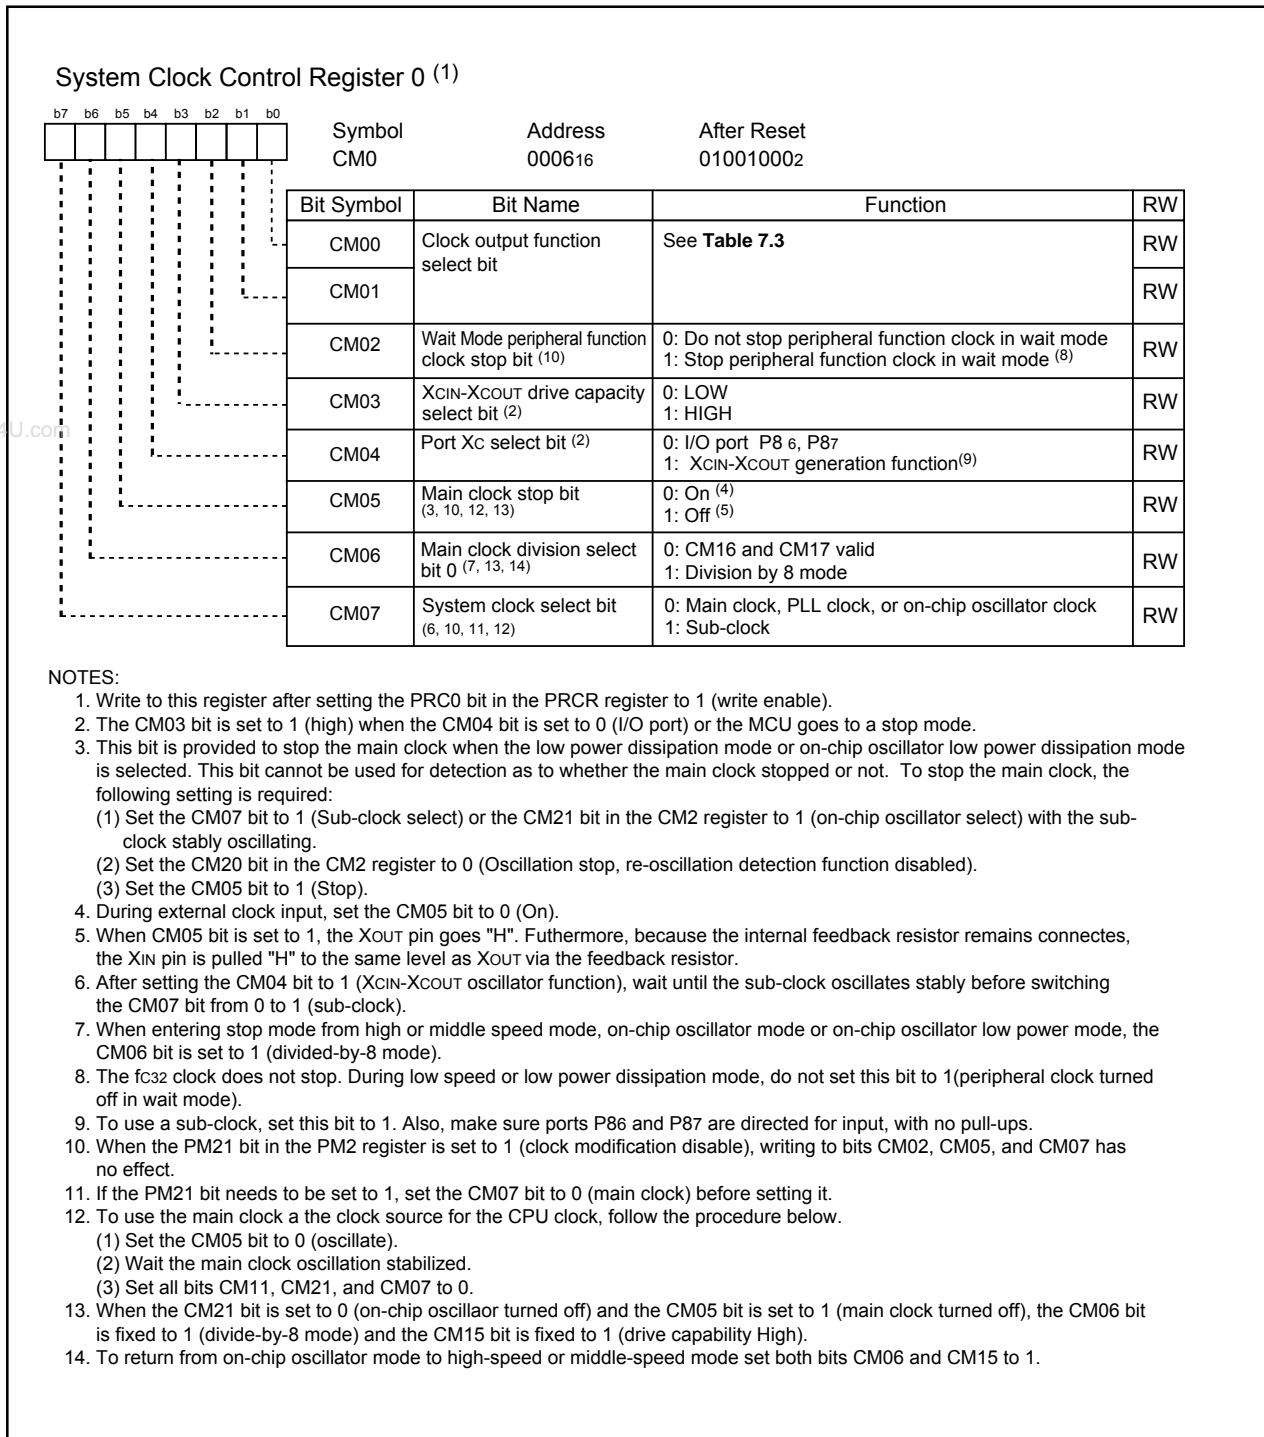 System Clock Control Register 0 (1)
b7 b6 b5 b4 b3 b2 b1 b0
Symbol Address After Reset
CM0 000616 010010002
Bit Symbol Bit Name Function RW
CM00 Clock output function select bit See Table 7.3 RW
CM01 RW
CM02 Wait Mode peripheral function clock stop bit (10) 0: Do not stop peripheral function clock in wait mode RW
1: Stop peripheral function clock in wait mode (8)
CM03 XCIN-XCOUT drive capacity select bit (2) 0: LOW RW
1: HIGH
4U.com
CM04 Port XC select bit (2) 0: I/O port P8 6, P87 RW
1: XCIN-XCOUT generation function(9)
CM05 Main clock stop bit (3, 10, 12, 13) 0: On (4) RW
1: Off (5)
CM06 Main clock division select bit 0 (7, 13, 14) 0: CM16 and CM17 valid RW
1: Division by 8 mode
CM07 System clock select bit (6, 10, 11, 12) 0: Main clock, PLL clock, or on-chip oscillator clock RW
1: Sub-clock
NOTES:
1. Write to this register after setting the PRC0 bit in the PRCR register to 1 (write enable).
2. The CM03 bit is set to 1 (high) when the CM04 bit is set to 0 (I/O port) or the MCU goes to a stop mode.
3. This bit is provided to stop the main clock when the low power dissipation mode or on-chip oscillator low power dissipation mode
is selected. This bit cannot be used for detection as to whether the main clock stopped or not. To stop the main clock, the
following setting is required:
(1) Set the CM07 bit to 1 (Sub-clock select) or the CM21 bit in the CM2 register to 1 (on-chip oscillator select) with the sub-
clock stably oscillating.
(2) Set the CM20 bit in the CM2 register to 0 (Oscillation stop, re-oscillation detection function disabled).
(3) Set the CM05 bit to 1 (Stop).
4. During external clock input, set the CM05 bit to 0 (On).
5. When CM05 bit is set to 1, the XOUT pin goes "H". Futhermore, because the internal feedback resistor remains connectes,
the XIN pin is pulled "H" to the same level as XOUT via the feedback resistor.
6. After setting the CM04 bit to 1 (XCIN-XCOUT oscillator function), wait until the sub-clock oscillates stably before switching
the CM07 bit from 0 to 1 (sub-clock).
7. When entering stop mode from high or middle speed mode, on-chip oscillator mode or on-chip oscillator low power mode, the
CM06 bit is set to 1 (divided-by-8 mode).
8. The fC32 clock does not stop. During low speed or low power dissipation mode, do not set this bit to 1(peripheral clock turned
off in wait mode).
9. To use a sub-clock, set this bit to 1. Also, make sure ports P86 and P87 are directed for input, with no pull-ups.
10. When the PM21 bit in the PM2 register is set to 1 (clock modification disable), writing to bits CM02, CM05, and CM07 has
no effect.
11. If the PM21 bit needs to be set to 1, set the CM07 bit to 0 (main clock) before setting it.
12. To use the main clock a the clock source for the CPU clock, follow the procedure below.
(1) Set the CM05 bit to 0 (oscillate).
(2) Wait the main clock oscillation stabilized.
(3) Set all bits CM11, CM21, and CM07 to 0.
13. When the CM21 bit is set to 0 (on-chip oscillaor turned off) and the CM05 bit is set to 1 (main clock turned off), the CM06 bit
is fixed to 1 (divide-by-8 mode) and the CM15 bit is fixed to 1 (drive capability High).
14. To return from on-chip oscillator mode to high-speed or middle-speed mode set both bits CM06 and CM15 to 1.